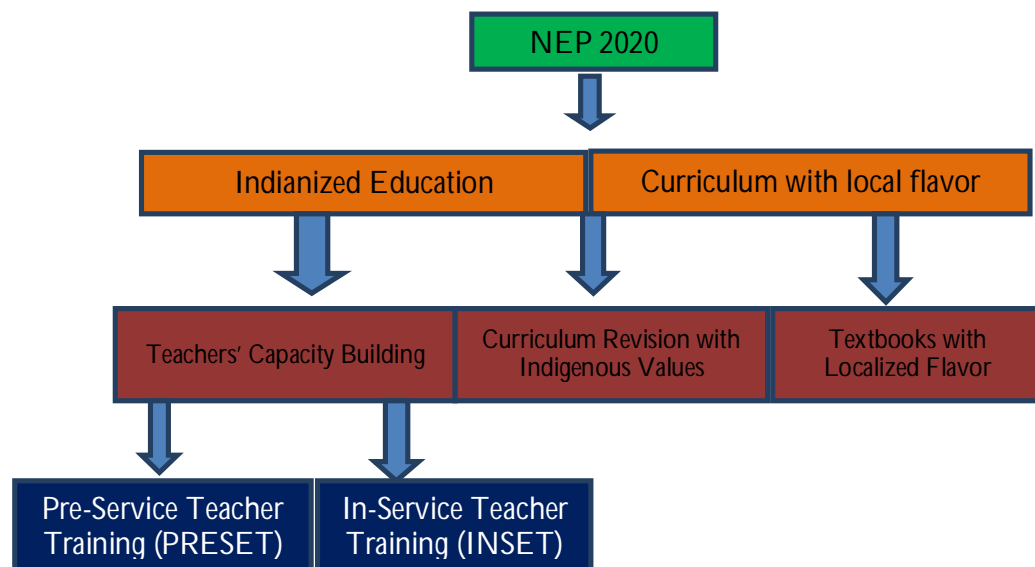 NEP 2020
Indianized Education
Curriculum with local flavor
Teachers' Capacity Building
Curriculum Revision with
Indigenous Values
Textbooks with
Localized Flavor
Pre-Service Teacher
Training (PRESET)
In-Service Teacher
Training (INSET)